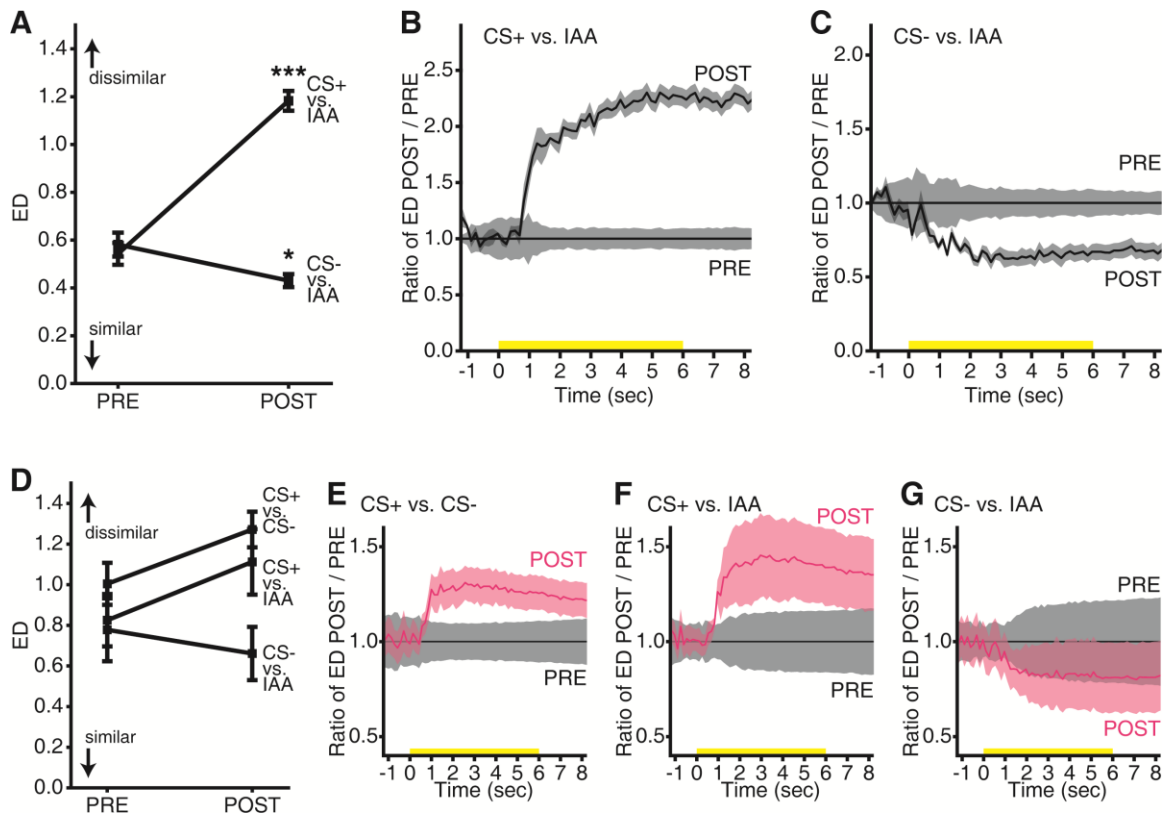 A
1.4
1.2
1.0
0.8
0.6
0.4
0.2
0.0
ED
dissimilar
similar
***
CS+
vs.
IAA
*
CS-
vs.
IAA
PRE
POST
B
CS+ vs. IAA
Ratio of ED POST / PRE
2.5
2.0
1.5
1.0
0.5
0.0
POST
PRE
-1 0 1 2 3 4 5 6 7 8
Time (sec)
C
CS- vs. IAA
Ratio of ED POST / PRE
2.0
1.5
1.0
0.5
0.0
PRE
POST
-1 0 1 2 3 4 5 6 7 8
Time (sec)
D
1.4
1.2
1.0
0.8
0.6
0.4
0.2
0.0
ED
dissimilar
similar
CS+
vs.
CS-
CS+
vs.
IAA
CS-
vs.
IAA
PRE
POST
E
CS+ vs. CS-
Ratio of ED POST / PRE
1.5
1.0
0.5
POST
PRE
-1 0 1 2 3 4 5 6 7 8
Time (sec)
F
CS+ vs. IAA
Ratio of ED POST / PRE
1.5
1.0
0.5
POST
PRE
-1 0 1 2 3 4 5 6 7 8
Time (sec)
G
CS- vs. IAA
Ratio of ED POST / PRE
1.5
1.0
0.5
PRE
POST
-1 0 1 2 3 4 5 6 7 8
Time (sec)